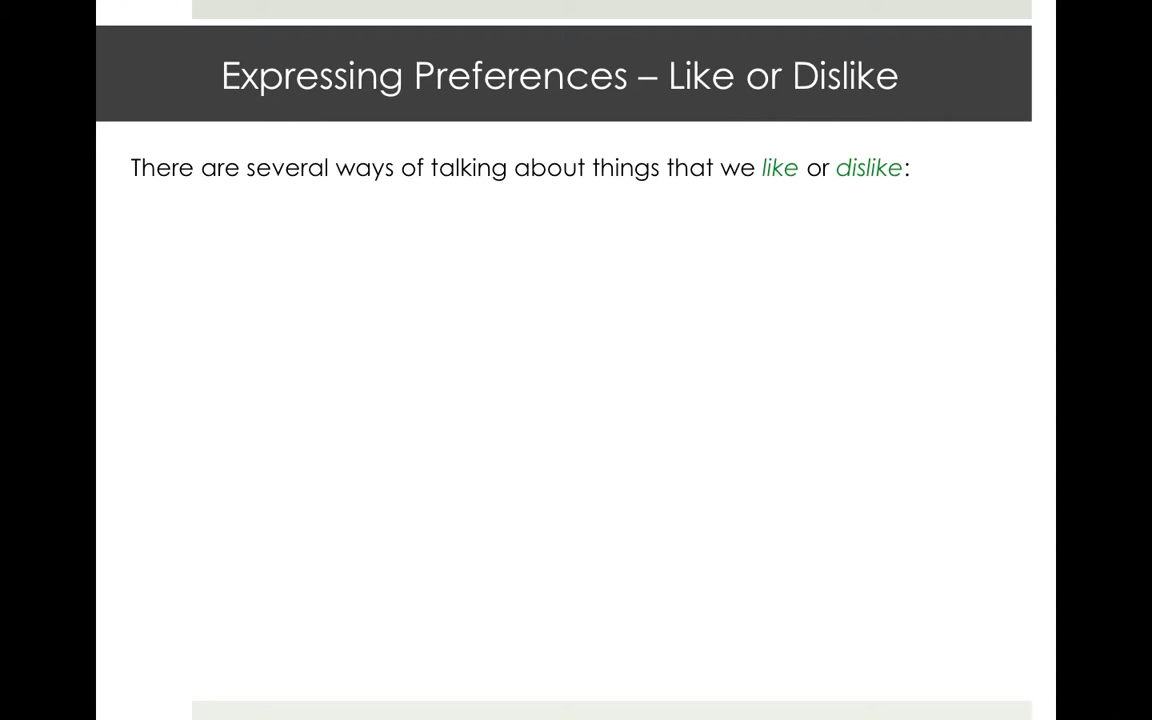 Expressing Preferences – Like or Dislike
There are several ways of talking about things that we like or dislike: